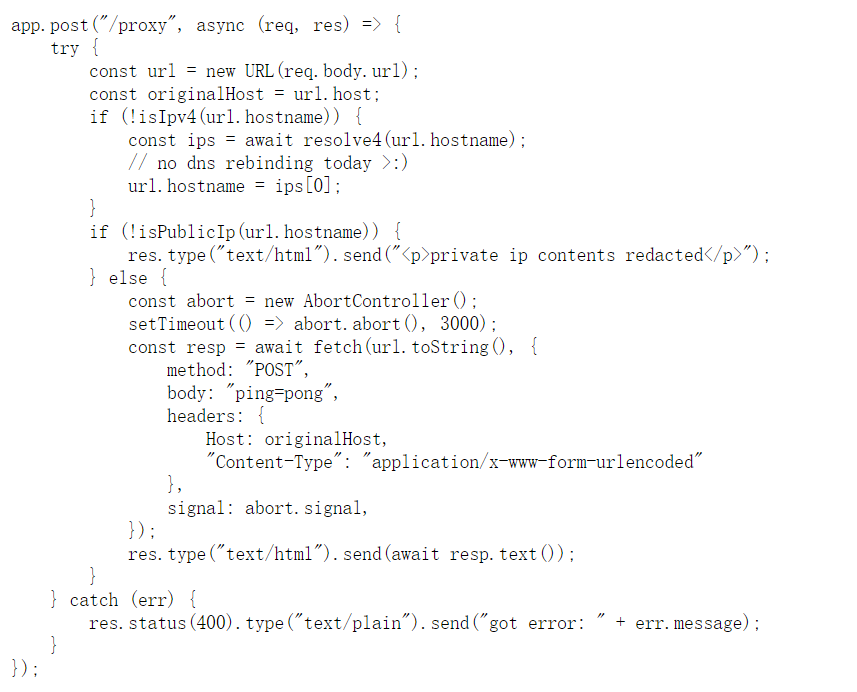 app.post("/proxy", async (req, res) => {
    try {
        const url = new URL(req.body.url);
        const originalHost = url.host;
        if (!isIpv4(url.hostname)) {
            const ips = await resolve4(url.hostname);
            // no dns rebinding today >:)
            url.hostname = ips[0];
        }
        if (!isPublicIp(url.hostname)) {
            res.type("text/html").send("<p>private ip contents redacted</p>");
        } else {
            const abort = new AbortController();
            setTimeout(() => abort.abort(), 3000);
            const resp = await fetch(url.toString(), {
                method: "POST",
                body: "ping=pong",
                headers: {
                    Host: originalHost,
                    "Content-Type": "application/x-www-form-urlencoded"
                },
                signal: abort.signal,
            });
            res.type("text/html").send(await resp.text());
        }
    } catch (err) {
        res.status(400).type("text/plain").send("got error: " + err.message);
    }
});